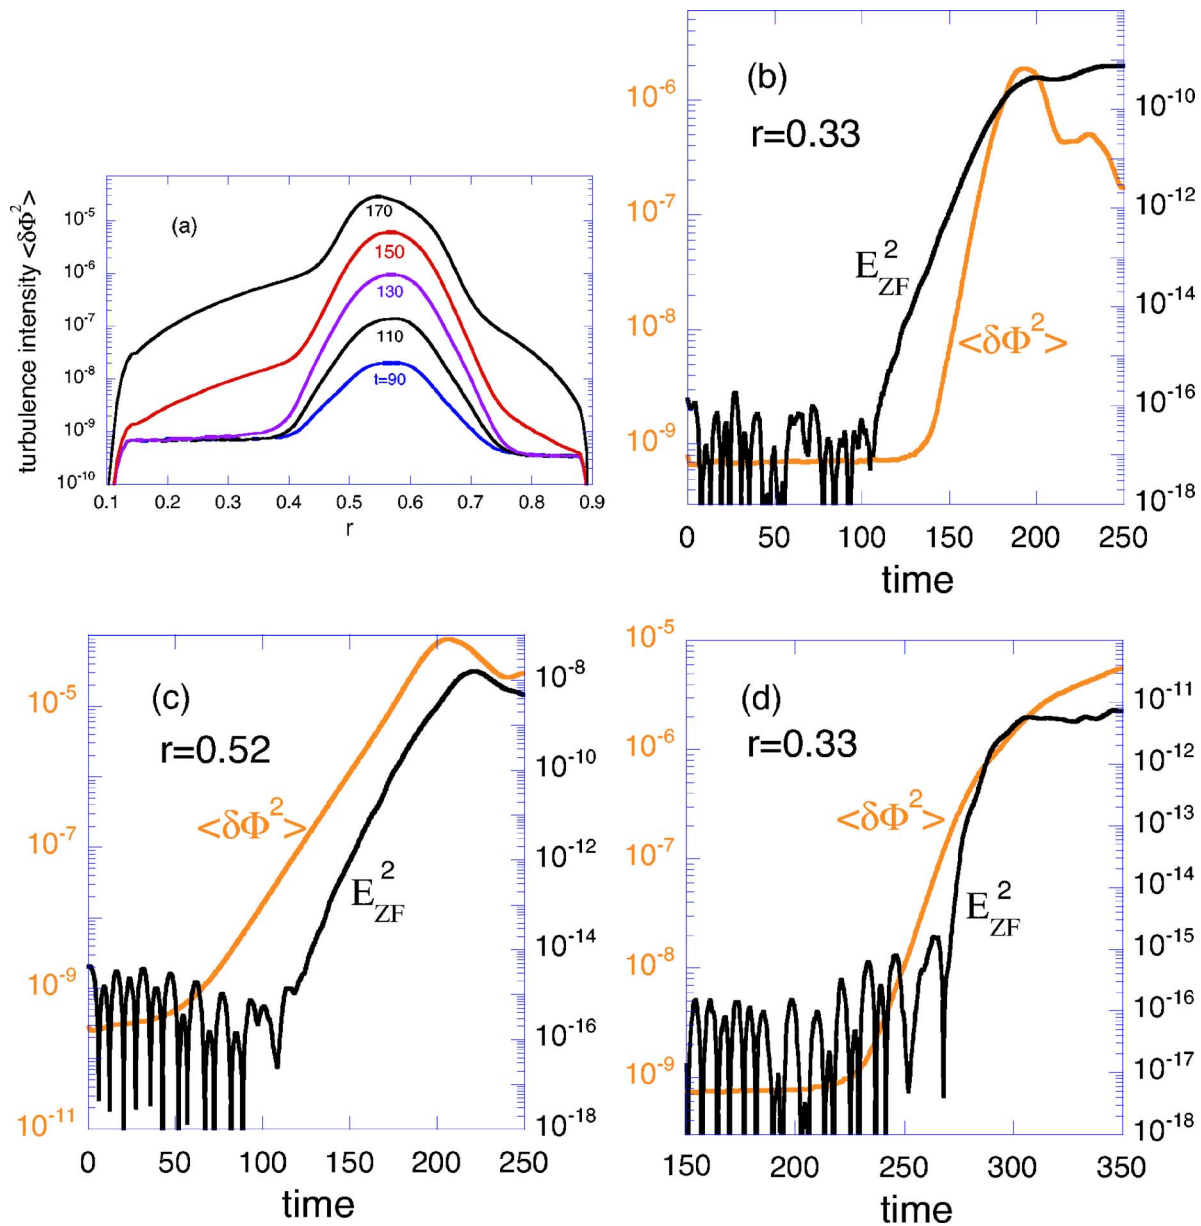 (a)
turbulence intensity <δΦ²>
10⁻⁵
10⁻⁶
10⁻⁷
10⁻⁸
10⁻⁹
10⁻¹⁰
170
150
130
110
t=90
0.1 0.2 0.3 0.4 0.5 0.6 0.7 0.8 0.9
r
(b)
r=0.33
10⁻⁶
10⁻⁷
10⁻⁸
10⁻⁹
E_ZF²
<δΦ²>
10⁻¹⁰
10⁻¹²
10⁻¹⁴
10⁻¹⁶
10⁻¹⁸
0 50 100 150 200 250
time
(c)
r=0.52
10⁻⁵
10⁻⁷
10⁻⁹
10⁻¹¹
<δΦ²>
E_ZF²
10⁻⁸
10⁻¹⁰
10⁻¹²
10⁻¹⁴
10⁻¹⁶
10⁻¹⁸
0 50 100 150 200 250
time
(d)
r=0.33
10⁻⁵
10⁻⁶
10⁻⁷
10⁻⁸
10⁻⁹
<δΦ²>
E_ZF²
10⁻¹¹
10⁻¹²
10⁻¹³
10⁻¹⁴
10⁻¹⁵
10⁻¹⁶
10⁻¹⁷
10⁻¹⁸
150 200 250 300 350
time